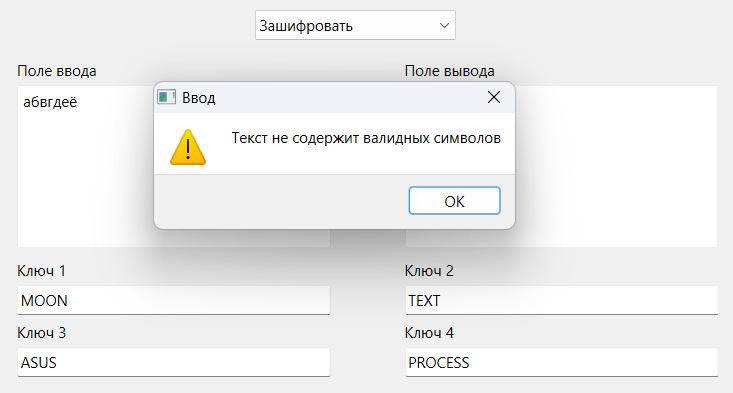 Зашифровать
Поле ввода
Поле вывода
абвгдеё
Ввод
Текст не содержит валидных символов
OK
Ключ 1
Ключ 2
MOON
TEXT
Ключ 3
Ключ 4
ASUS
PROCESS